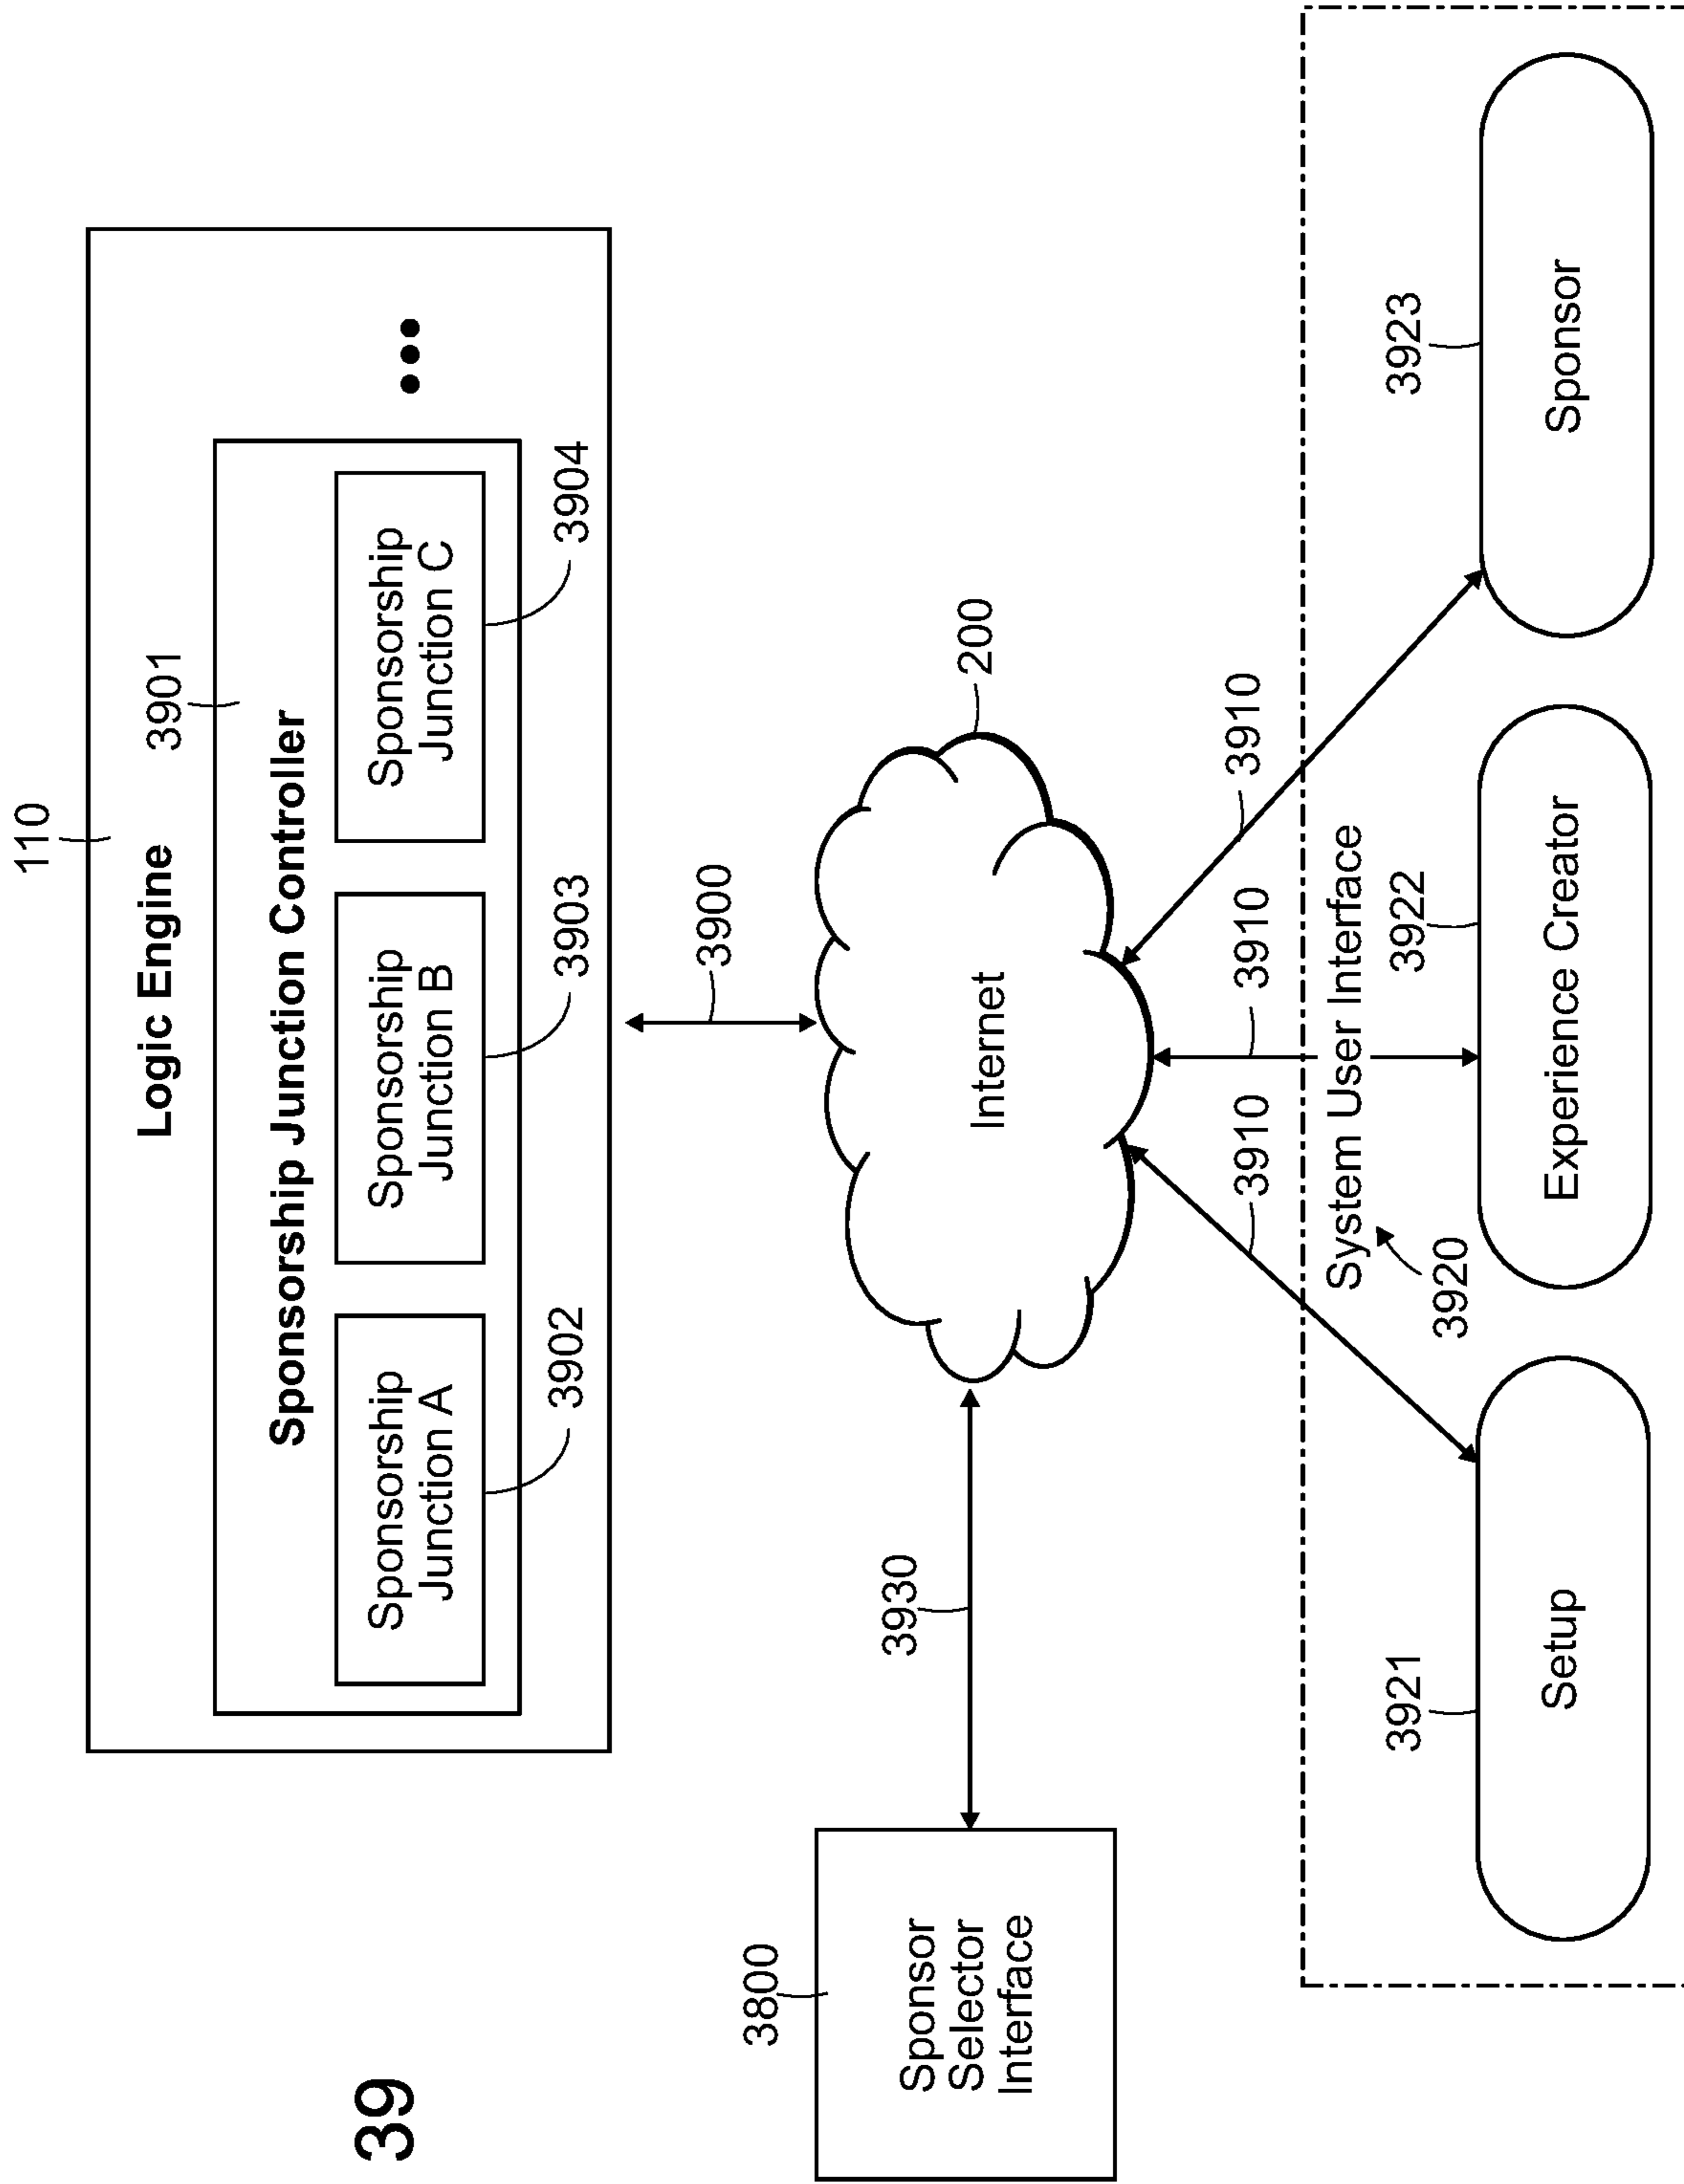 39
110
Logic Engine
3901
Sponsorship Junction Controller
Sponsorship
Junction A
Sponsorship
Junction B
Sponsorship
Junction C
3902
3903
3904
3900
3800
Sponsor
Selector
Interface
3930
Internet
200
3910
3910
3910
System User Interface
3920
3921
Setup
3922
Experience Creator
3923
Sponsor